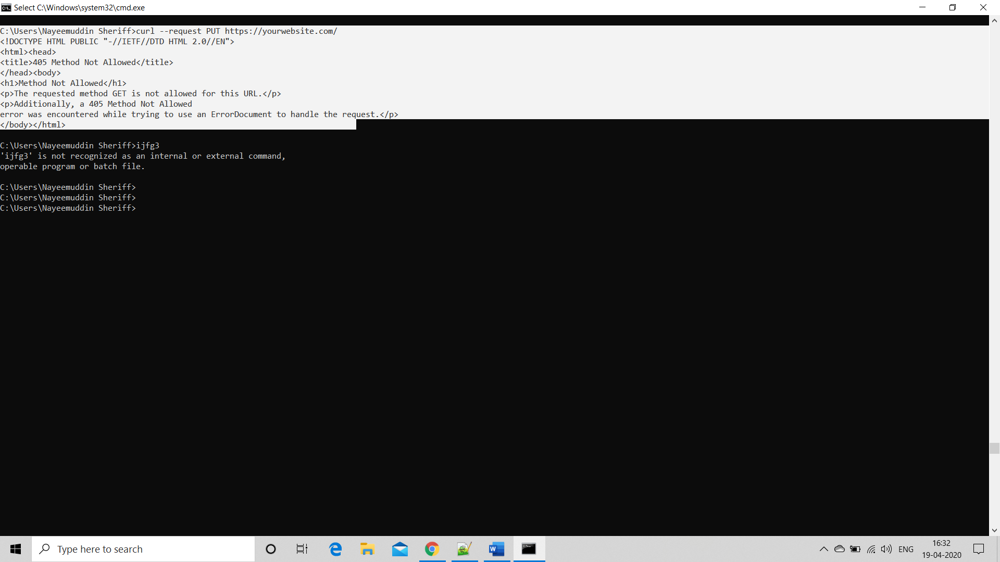 Select C:\Windows\system32\cmd.exe
C:\Users\Nayeemuddin Sheriff>curl --request PUT https://yourwebsite.com/
<!DOCTYPE HTML PUBLIC "-//IETF//DTD HTML 2.0//EN">
<html><head>
<title>405 Method Not Allowed</title>
</head><body>
<h1>Method Not Allowed</h1>
<p>The requested method GET is not allowed for this URL.</p>
<p>Additionally, a 405 Method Not Allowed
error was encountered while trying to use an ErrorDocument to handle the request.</p>
</body></html>
C:\Users\Nayeemuddin Sheriff>ijfg3
'ijfg3' is not recognized as an internal or external command,
operable program or batch file.
C:\Users\Nayeemuddin Sheriff>
C:\Users\Nayeemuddin Sheriff>
C:\Users\Nayeemuddin Sheriff>
Type here to search
ENG
16:32
19-04-2020